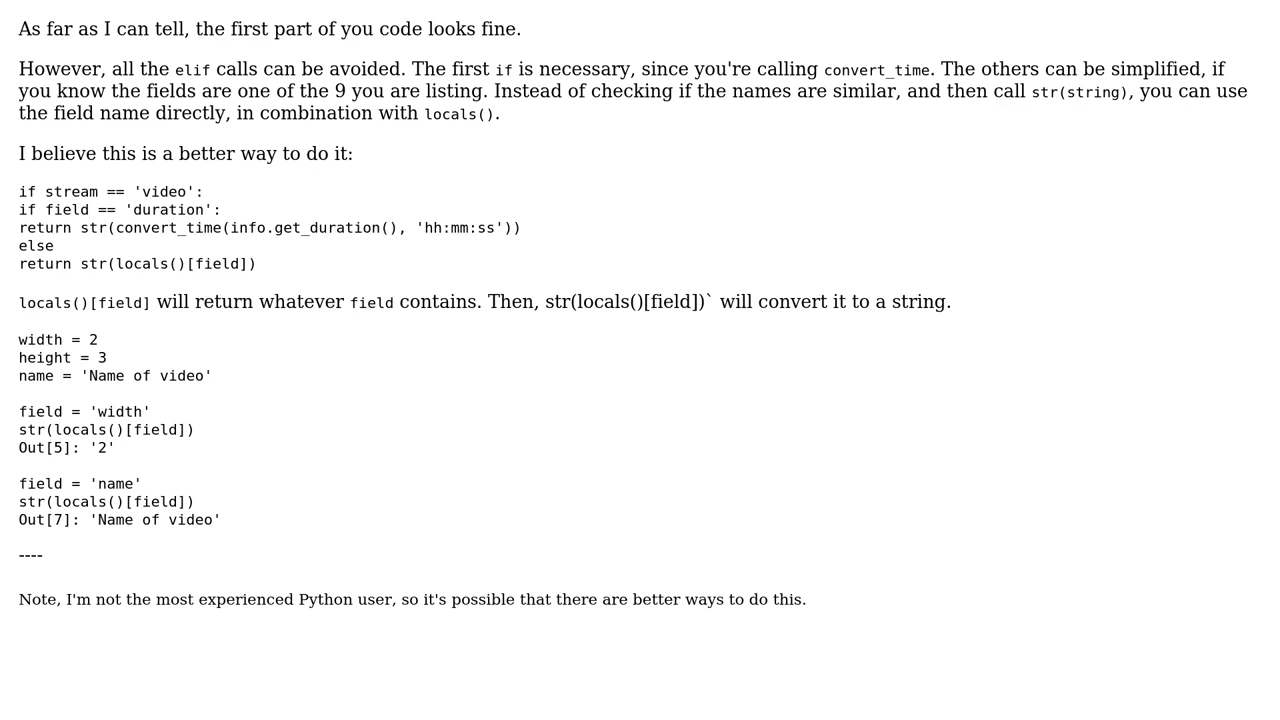 As far as I can tell, the first part of you code looks fine.
However, all the elif calls can be avoided. The first if is necessary, since you're calling convert_time. The others can be simplified, if
you know the fields are one of the 9 you are listing. Instead of checking if the names are similar, and then call str(string), you can use
the field name directly, in combination with locals().
I believe this is a better way to do it:
if stream == 'video':
if field == 'duration':
return str(convert_time(info.get_duration(), 'hh:mm:ss'))
else
return str(locals()[field])
locals()[field] will return whatever field contains. Then, str(locals()[field])` will convert it to a string.
width = 2
height = 3
name = 'Name of video'
field = 'width'
str(locals()[field])
Out[5]: '2'
field = 'name'
str(locals()[field])
Out[7]: 'Name of video'
----
Note, I'm not the most experienced Python user, so it's possible that there are better ways to do this.